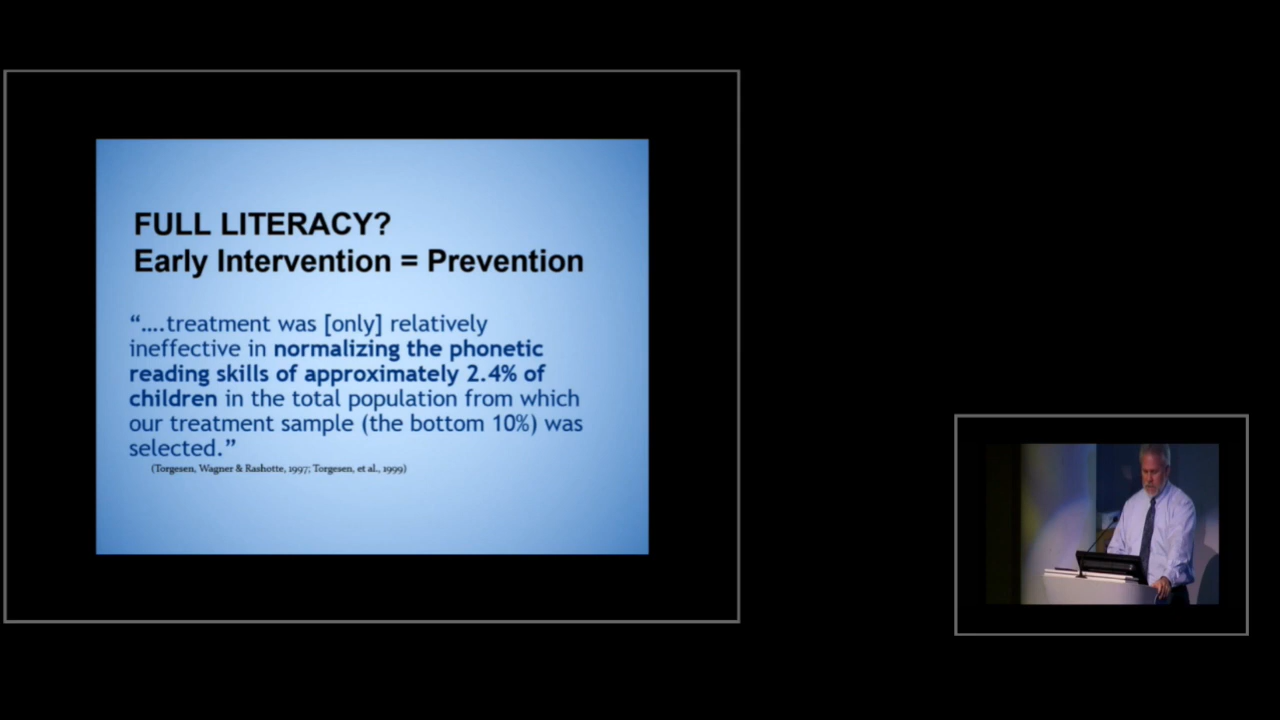 FULL LITERACY?
Early Intervention = Prevention
“....treatment was [only] relatively
ineffective in normalizing the phonetic
reading skills of approximately 2.4% of
children in the total population from which
our treatment sample (the bottom 10%) was
selected.”
(Torgesen, Wagner & Rashotte, 1997; Torgesen, et al., 1999)